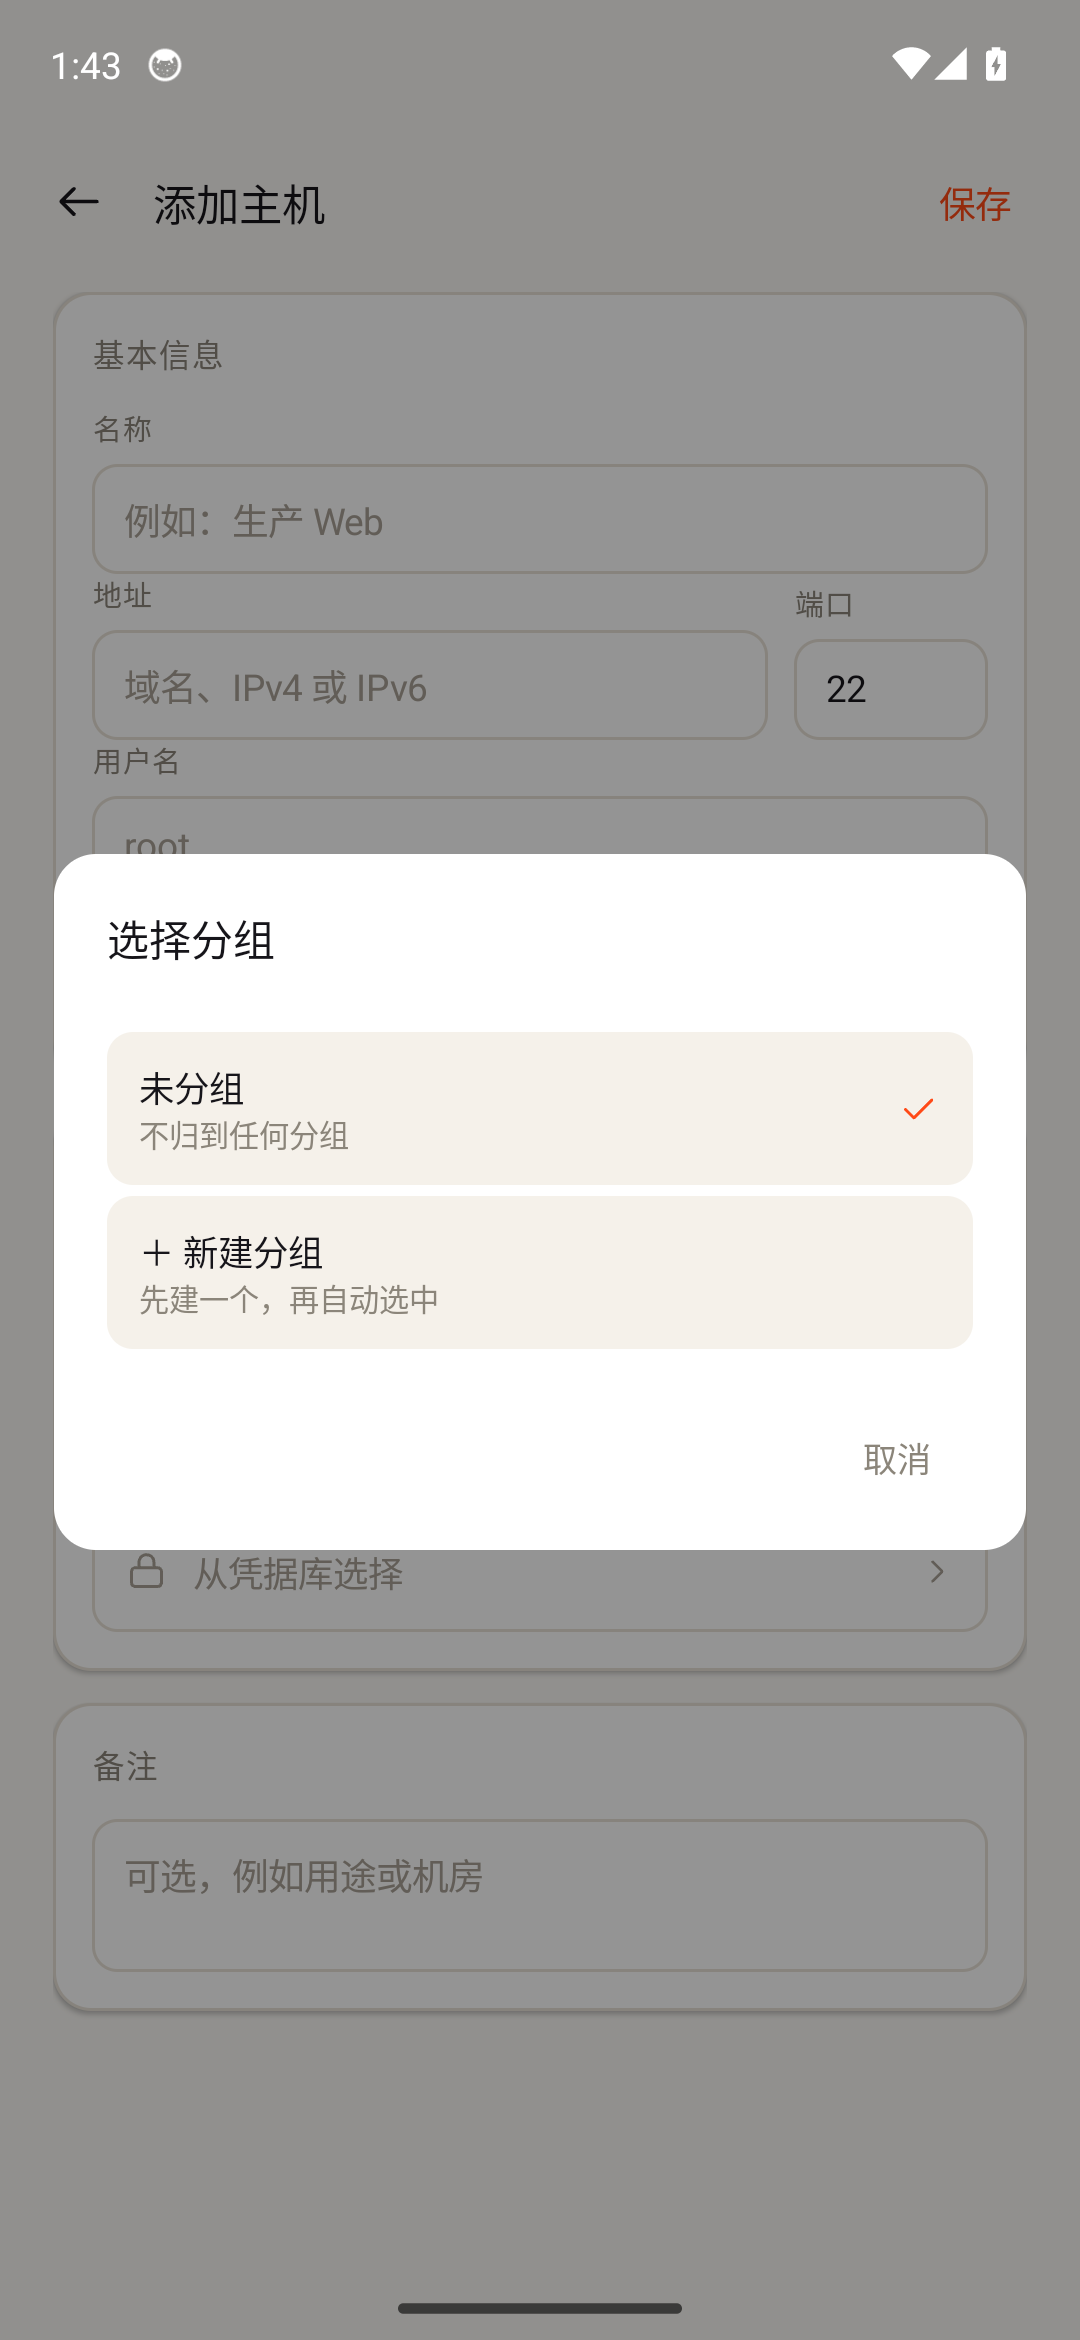 1:43
添加主机
保存
基本信息
名称
例如：生产 Web
地址
端口
域名、IPv4 或 IPv6
22
用户名
root
选择分组
未分组
不归到任何分组
＋ 新建分组
先建一个，再自动选中
取消
从凭据库选择
备注
可选，例如用途或机房